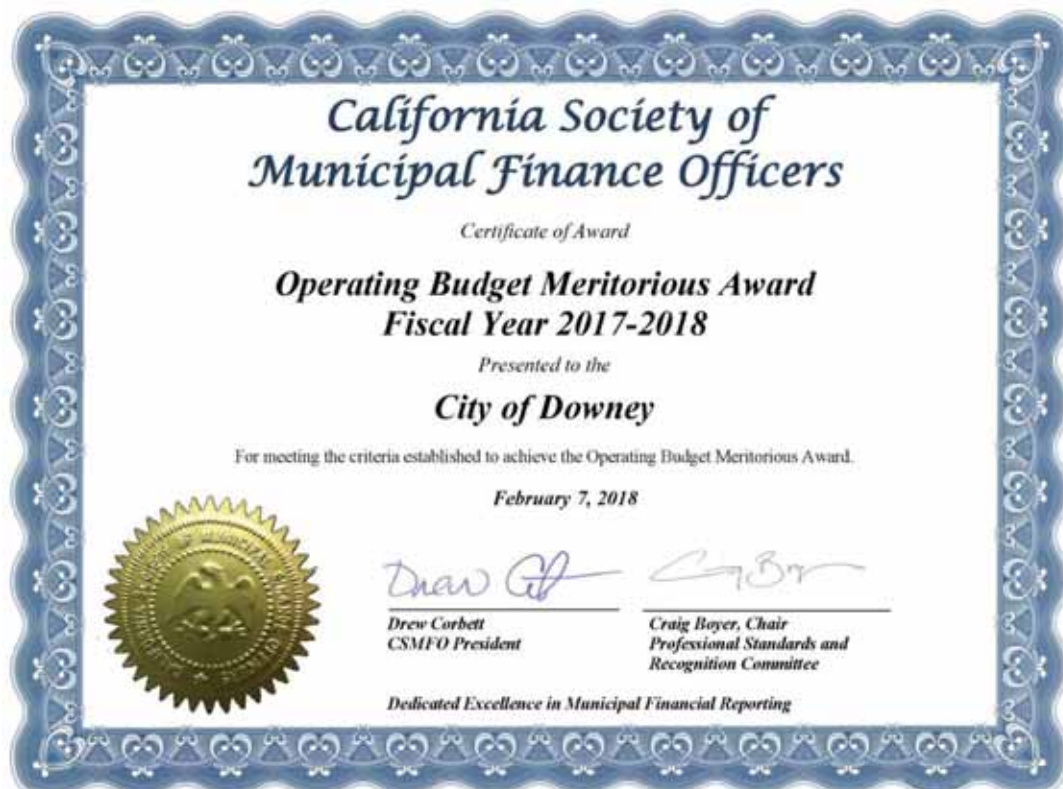 California Society of
Municipal Finance Officers
Certificate of Award
Operating Budget Meritorious Award
Fiscal Year 2017-2018
Presented to the
City of Downey
For meeting the criteria established to achieve the Operating Budget Meritorious Award.
February 7, 2018
Drew Corbett
CSMFO President
Craig Boyer, Chair
Professional Standards and
Recognition Committee
Dedicated Excellence in Municipal Financial Reporting